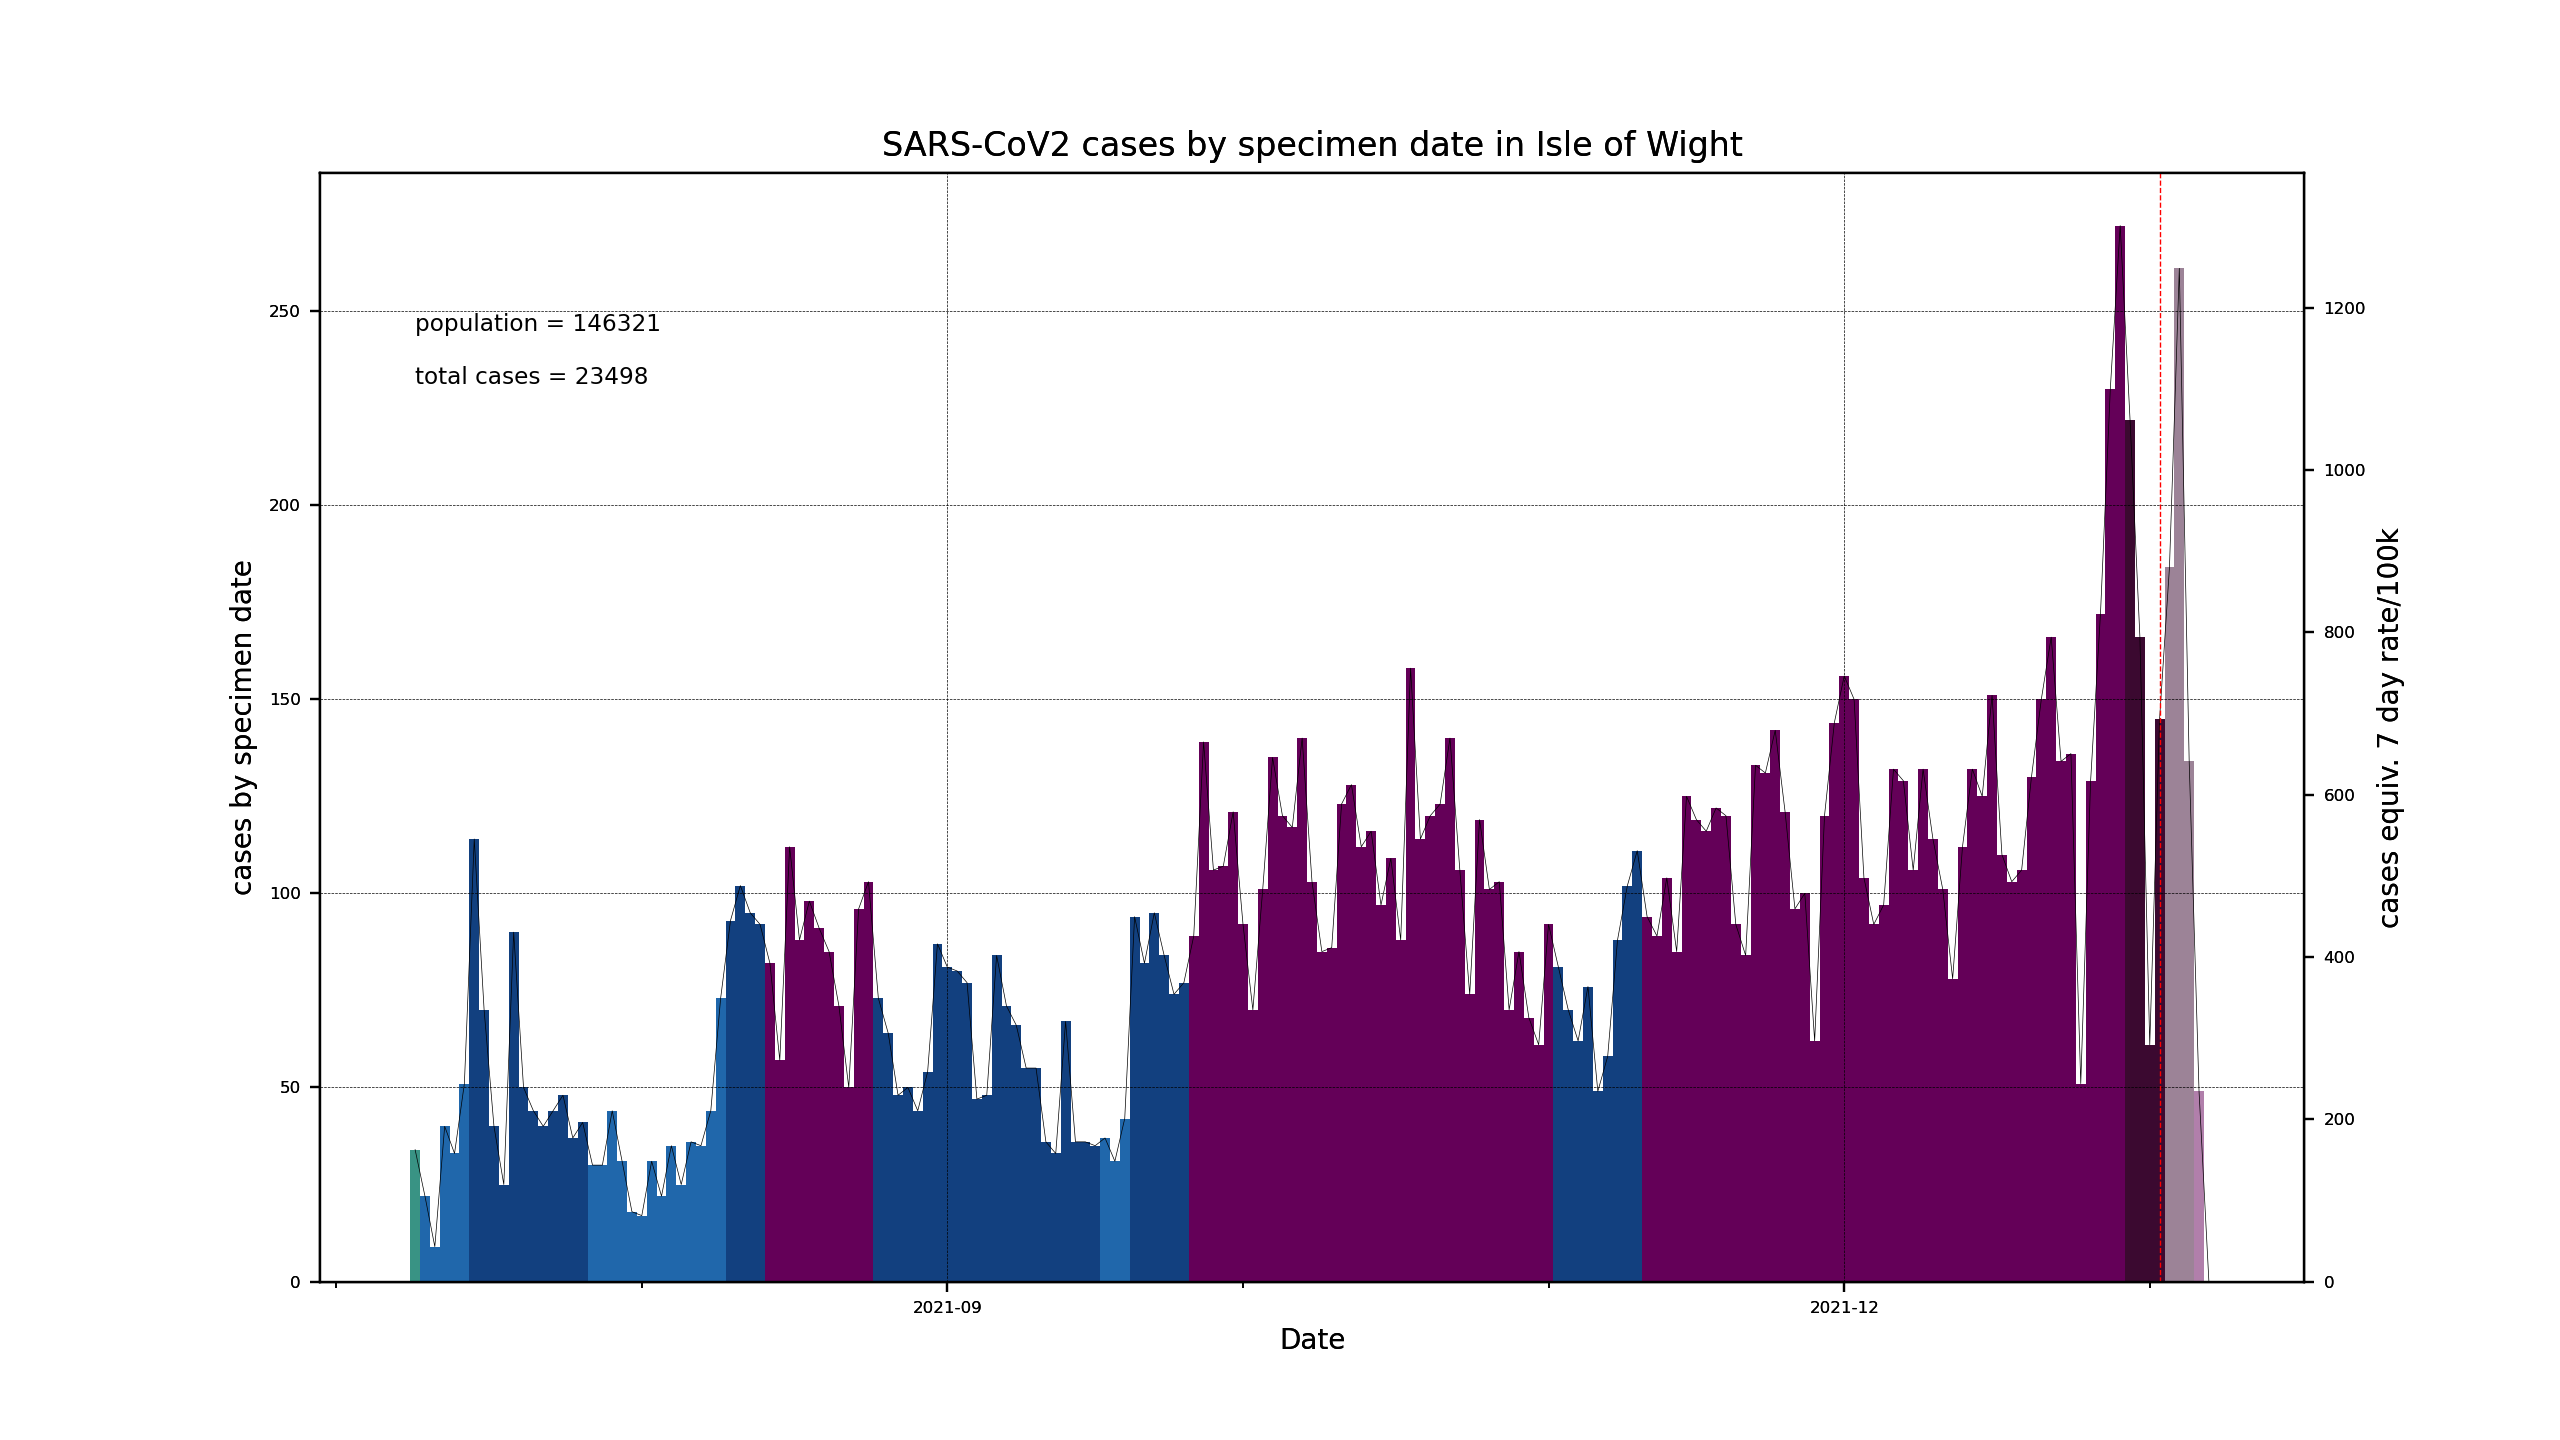 SARS-CoV2 cases by specimen date in Isle of Wight
population = 146321
total cases = 23498
cases by specimen date
250
200
150
100
50
0
1200
1000
800
600
400
200
0
cases equiv. 7 day rate/100k
2021-09
2021-12
Date